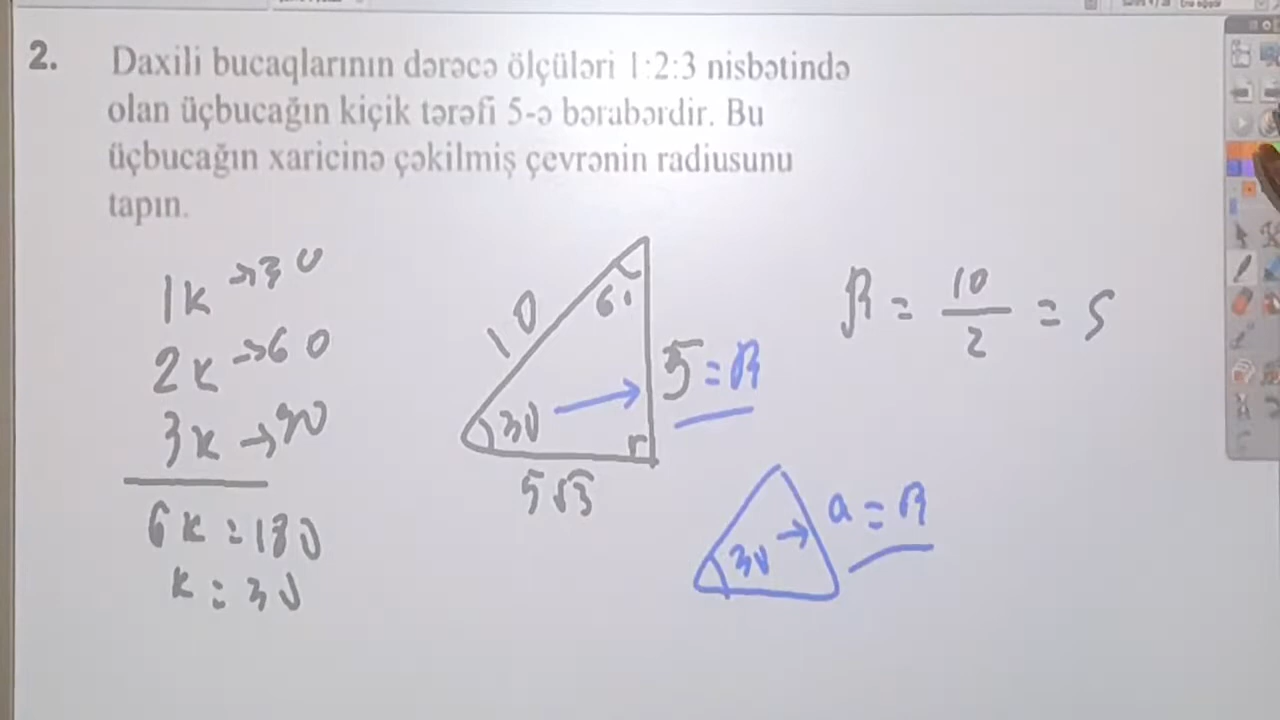 2. Daxili bucaqlarının dərəcə ölçüləri 1:2:3 nisbətində
olan üçbucağın kiçik tərəfi 5-ə bərabərdir. Bu
üçbucağın xaricinə çəkilmiş çevrənin radiusunu
tapın.
1k → 30
2k → 60
3k → 90
6k = 180
k = 30
10
60
30
5 = R
5√3
R = 10/2 = 5
30
a = R